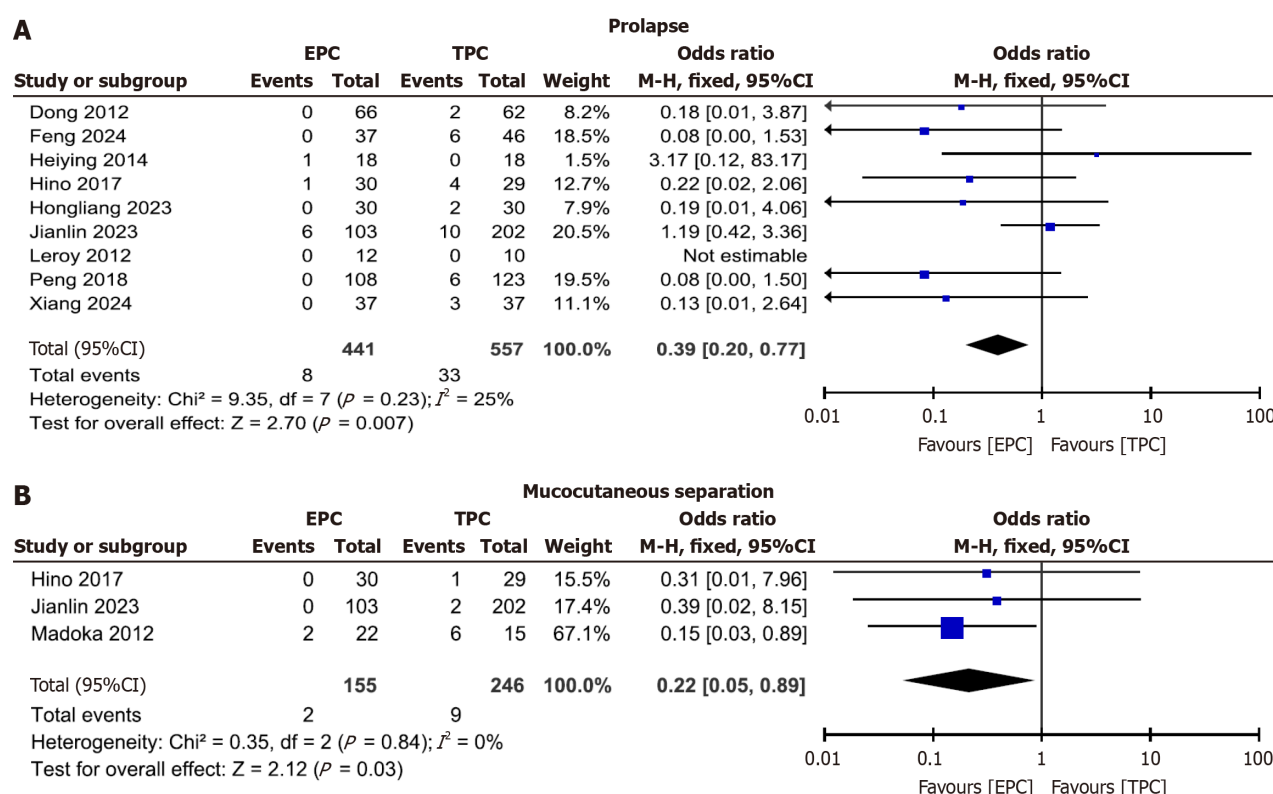 A
Prolapse
EPC TPC Odds ratio Odds ratio
Study or subgroup Events Total Events Total Weight M-H, fixed, 95%CI M-H, fixed, 95%CI
Dong 2012 0 66 2 62 8.2% 0.18 [0.01, 3.87]
Feng 2024 0 37 6 46 18.5% 0.08 [0.00, 1.53]
Heiying 2014 1 18 0 18 1.5% 3.17 [0.12, 83.17]
Hino 2017 1 30 4 29 12.7% 0.22 [0.02, 2.06]
Hongliang 2023 0 30 2 30 7.9% 0.19 [0.01, 4.06]
Jianlin 2023 6 103 10 202 20.5% 1.19 [0.42, 3.36]
Leroy 2012 0 12 0 10 Not estimable
Peng 2018 0 108 6 123 19.5% 0.08 [0.00, 1.50]
Xiang 2024 0 37 3 37 11.1% 0.13 [0.01, 2.64]
Total (95%CI) 441 557 100.0% 0.39 [0.20, 0.77]
Total events 8 33
Heterogeneity: Chi² = 9.35, df = 7 (P = 0.23); I² = 25%
Test for overall effect: Z = 2.70 (P = 0.007)
0.01 0.1 1 10 100
Favours [EPC] Favours [TPC]
B
Mucocutaneous separation
EPC TPC Odds ratio Odds ratio
Study or subgroup Events Total Events Total Weight M-H, fixed, 95%CI M-H, fixed, 95%CI
Hino 2017 0 30 1 29 15.5% 0.31 [0.01, 7.96]
Jianlin 2023 0 103 2 202 17.4% 0.39 [0.02, 8.15]
Madoka 2012 2 22 6 15 67.1% 0.15 [0.03, 0.89]
Total (95%CI) 155 246 100.0% 0.22 [0.05, 0.89]
Total events 2 9
Heterogeneity: Chi² = 0.35, df = 2 (P = 0.84); I² = 0%
Test for overall effect: Z = 2.12 (P = 0.03)
0.01 0.1 1 10 100
Favours [EPC] Favours [TPC]